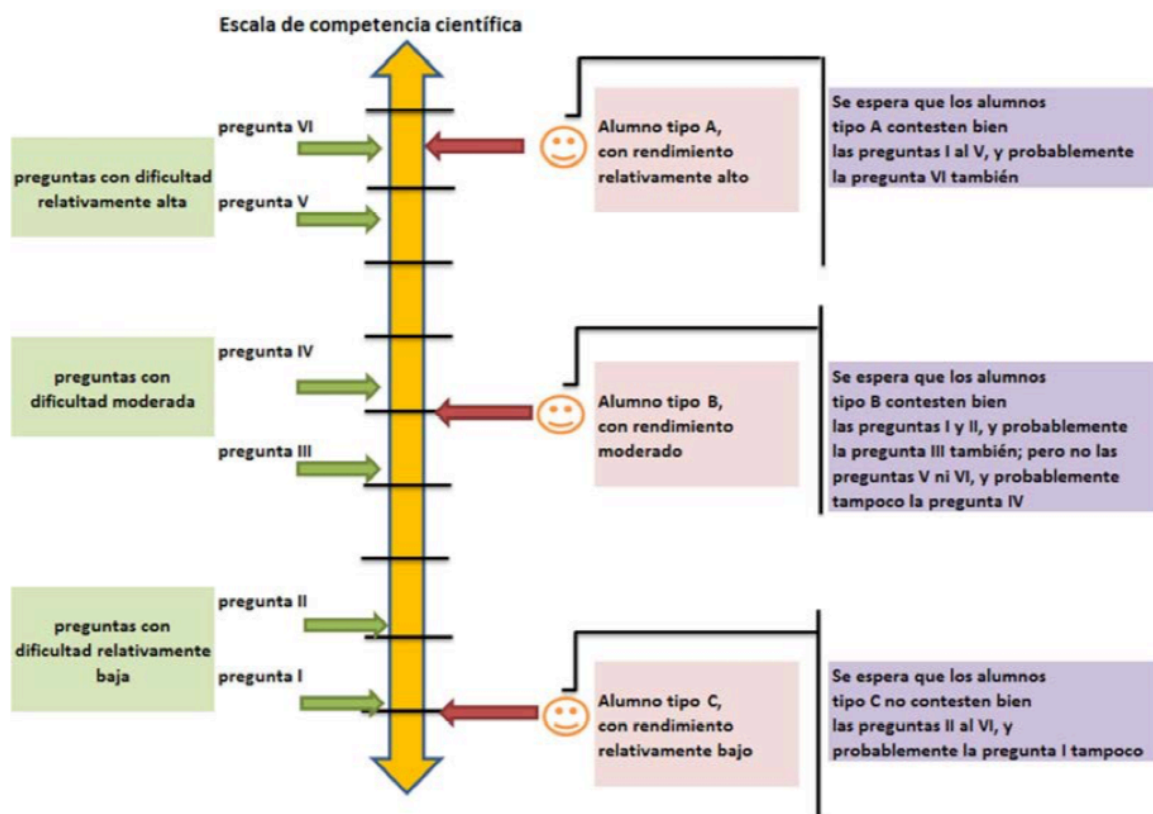 Escala de competencia científica
preguntas con dificultad
relativamente alta
pregunta VI
pregunta V
Alumno tipo A,
con rendimiento
relativamente alto
Se espera que los alumnos
tipo A contesten bien
las preguntas I al V, y probablemente
la pregunta VI también
preguntas con
dificultad moderada
pregunta IV
pregunta III
Alumno tipo B,
con rendimiento
moderado
Se espera que los alumnos
tipo B contesten bien
las preguntas I y II, y probablemente
la pregunta III también; pero no las
preguntas V ni VI, y probablemente
tampoco la pregunta IV
preguntas con
dificultad relativamente
baja
pregunta II
pregunta I
Alumno tipo C,
con rendimiento
relativamente bajo
Se espera que los alumnos
tipo C no contesten bien
las preguntas II al VI, y
probablemente la pregunta I tampoco